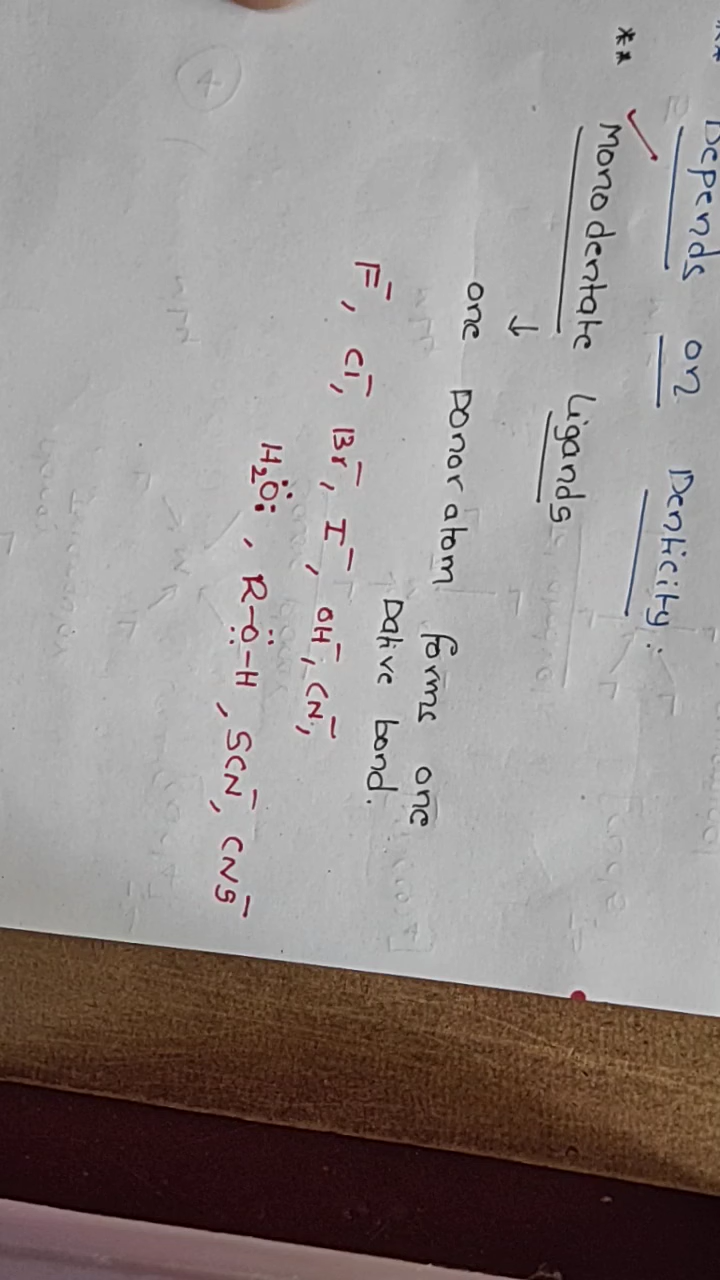 ** Depends on Denticity:
** ✓ Monodentate Ligands
↓
one Donor atom forms one
Dative bond.
F⁻, Cl⁻, Br⁻, I⁻, OH⁻, CN⁻,
H₂Ö:, R-Ö-H, SCN⁻, CNS⁻
4